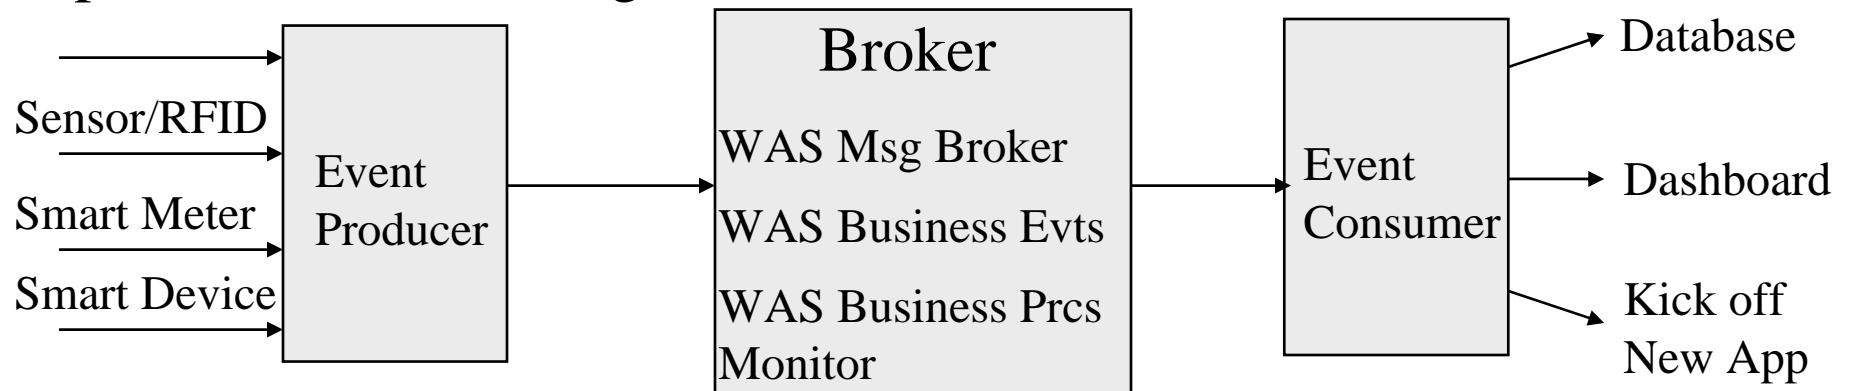 Sensor/RFID
Smart Meter
Smart Device
Event
Producer
Broker
WAS Msg Broker
WAS Business Evts
WAS Business Prcs
Monitor
Event
Consumer
Database
Dashboard
Kick off
New App